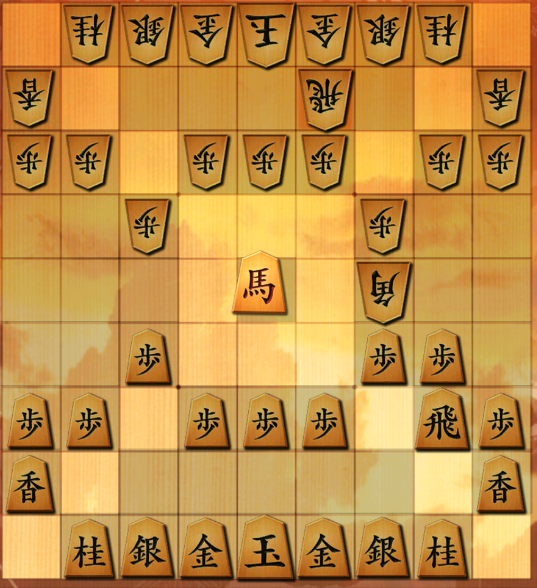 桂 銀 金 王 金 銀 桂
香 飛 香
歩 歩 歩 歩 歩 歩 歩
歩 歩
馬 角
歩 歩 歩
歩 歩 歩 歩 歩 飛 歩
香 香
桂 銀 金 玉 金 銀 桂